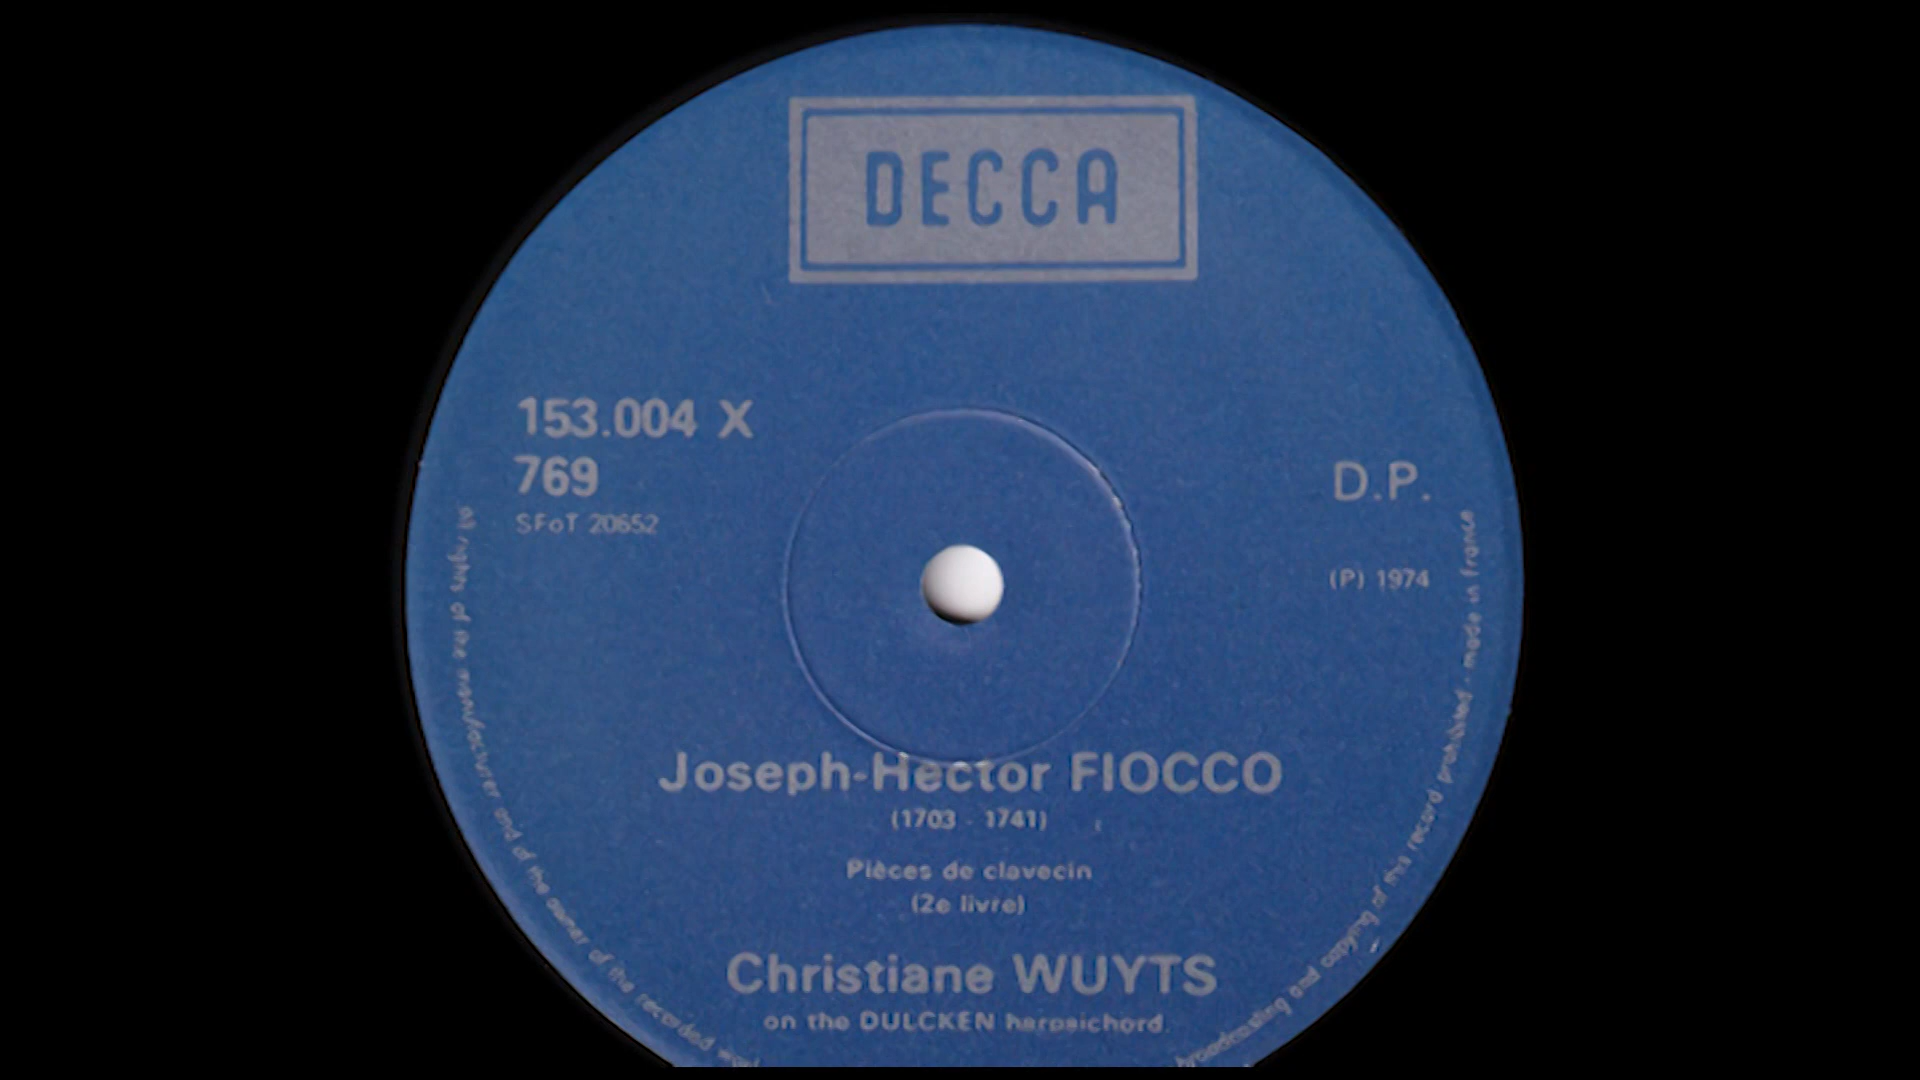 DECCA
153.004 X
769
SFoT 20652
D.P.
(P) 1974
Joseph-Hector FIOCCO
(1703 - 1741)
Pièces de clavecin
(2e livre)
Christiane WUYTS
on the DULCKEN harpsichord.
all rights of the manufacturer and of the owner of the recorded
broadcasting and copying of this record prohibited - made in france